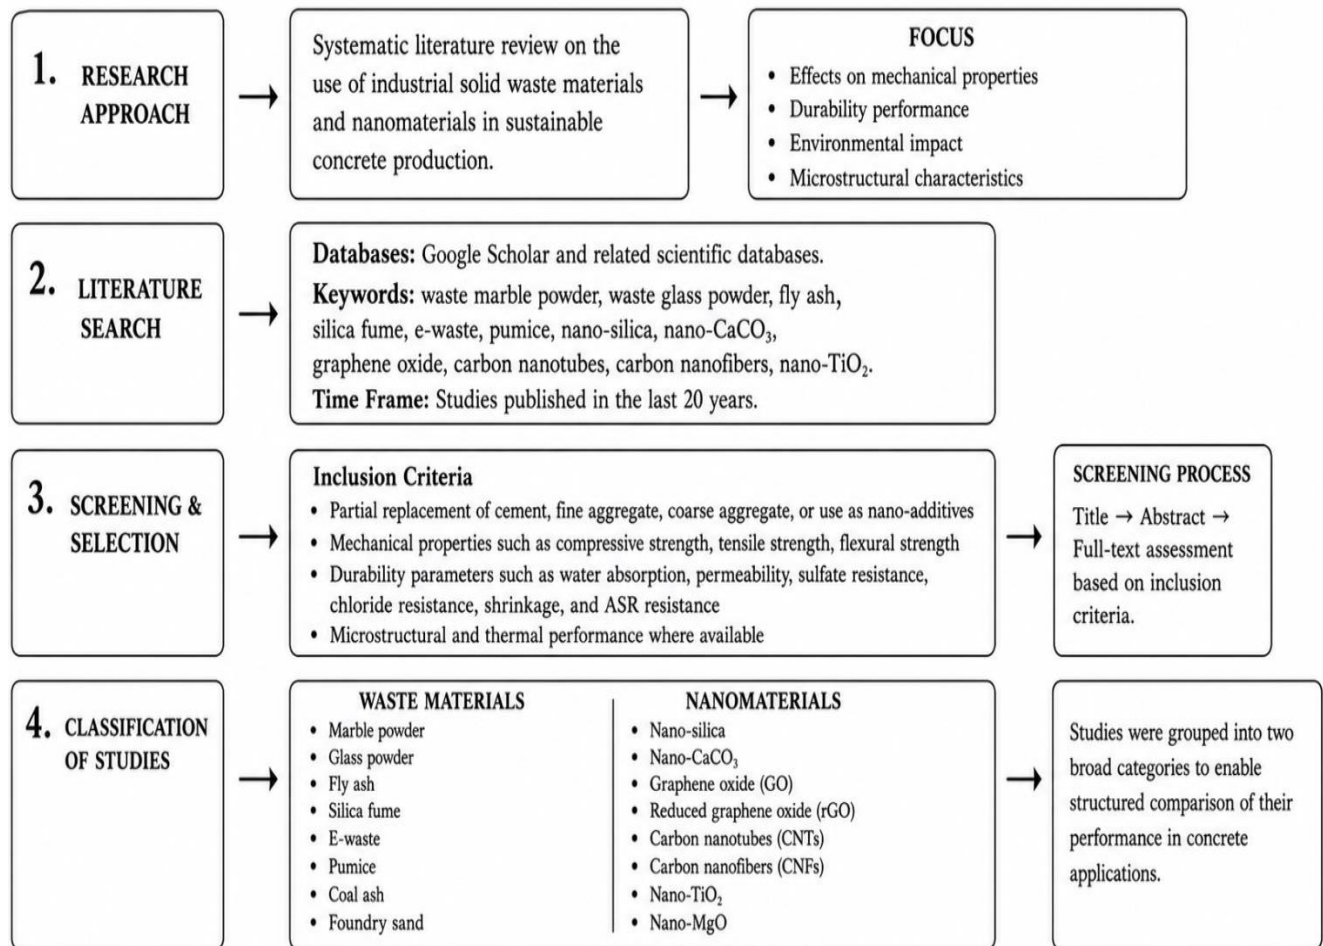 1. RESEARCH
APPROACH
→
Systematic literature review on the
use of industrial solid waste materials
and nanomaterials in sustainable
concrete production.
→
FOCUS
• Effects on mechanical properties
• Durability performance
• Environmental impact
• Microstructural characteristics
2. LITERATURE
SEARCH
→
Databases: Google Scholar and related scientific databases.
Keywords: waste marble powder, waste glass powder, fly ash,
silica fume, e-waste, pumice, nano-silica, nano-CaCO₃,
graphene oxide, carbon nanotubes, carbon nanofibers, nano-TiO₂.
Time Frame: Studies published in the last 20 years.
3. SCREENING &
SELECTION
→
Inclusion Criteria
• Partial replacement of cement, fine aggregate, coarse aggregate, or use as nano-additives
• Mechanical properties such as compressive strength, tensile strength, flexural strength
• Durability parameters such as water absorption, permeability, sulfate resistance,
chloride resistance, shrinkage, and ASR resistance
• Microstructural and thermal performance where available
→
SCREENING PROCESS
Title → Abstract →
Full-text assessment
based on inclusion
criteria.
4. CLASSIFICATION
OF STUDIES
→
WASTE MATERIALS
• Marble powder
• Glass powder
• Fly ash
• Silica fume
• E-waste
• Pumice
• Coal ash
• Foundry sand
NANOMATERIALS
• Nano-silica
• Nano-CaCO₃
• Graphene oxide (GO)
• Reduced graphene oxide (rGO)
• Carbon nanotubes (CNTs)
• Carbon nanofibers (CNFs)
• Nano-TiO₂
• Nano-MgO
→
Studies were grouped into two
broad categories to enable
structured comparison of their
performance in concrete
applications.